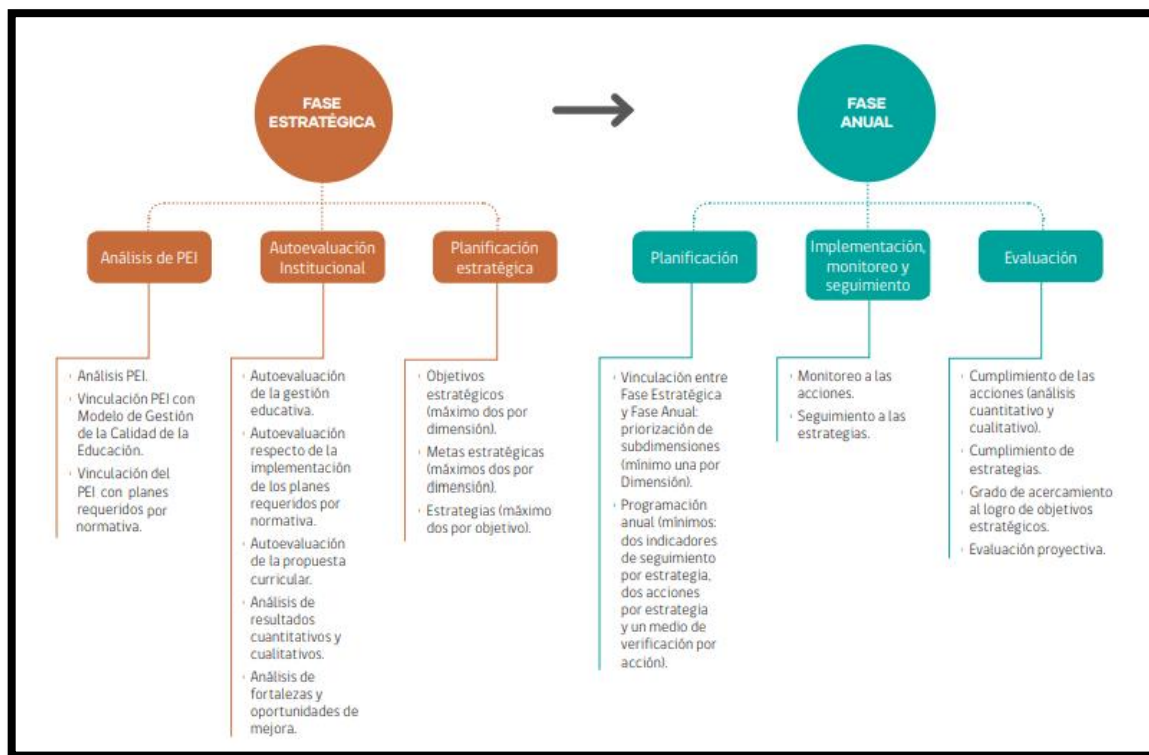 FASE
ESTRATÉGICA
FASE
ANUAL
Análisis de PEI
Autoevaluación
Institucional
Planificación
estratégica
Planificación
Implementación,
monitoreo y
seguimiento
Evaluación
· Análisis PEI.
· Vinculación PEI con
Modelo de Gestión
de la Calidad de la
Educación.
· Vinculación del
PEI con planes
requeridos por
normativa.
· Autoevaluación
de la gestión
educativa.
· Autoevaluación
respecto de la
implementación
de los planes
requeridos por
normativa.
· Autoevaluación
de la propuesta
curricular.
· Análisis de
resultados
cuantitativos y
cualitativos.
· Análisis de
fortalezas y
oportunidades de
mejora.
· Objetivos
estratégicos
(máximo dos por
dimensión).
· Metas estratégicas
(máximos dos por
dimensión).
· Estrategias (máximo
dos por objetivo).
· Vinculación entre
Fase Estratégica
y Fase Anual:
priorización de
subdimensiones
(mínimo una por
Dimensión).
· Programación
anual (mínimos:
dos indicadores
de seguimiento
por estrategia,
dos acciones
por estrategia
y un medio de
verificación por
acción).
· Monitoreo a las
acciones.
· Seguimiento a las
estrategias.
· Cumplimiento de las
acciones (análisis
cuantitativo y
cualitativo).
· Cumplimiento de
estrategias.
· Grado de acercamiento
al logro de objetivos
estratégicos.
· Evaluación proyectiva.